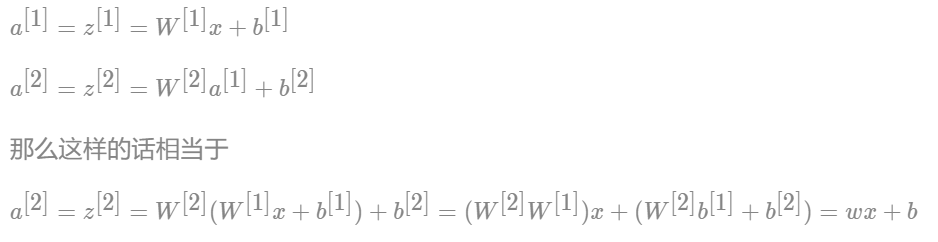 a[1] = z[1] = W[1]x + b[1]
a[2] = z[2] = W[2]a[1] + b[2]
那么这样的话相当于
a[2] = z[2] = W[2](W[1]x + b[1]) + b[2] = (W[2]W[1])x + (W[2]b[1] + b[2]) = wx + b